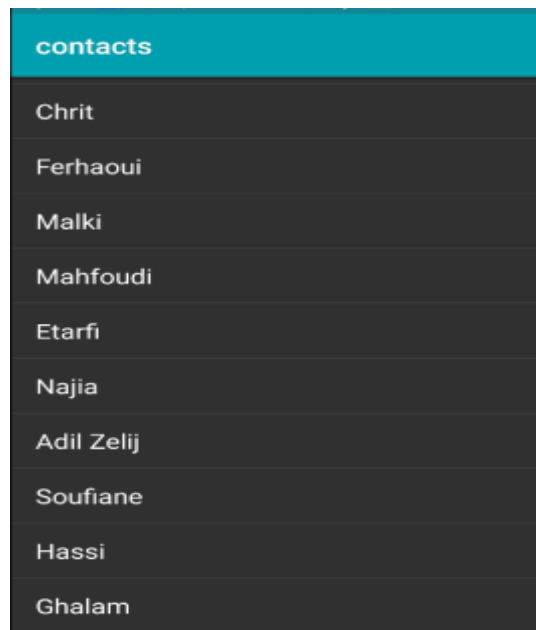 contacts
Chrit
Ferhaoui
Malki
Mahfoudi
Etarfi
Najia
Adil Zelij
Soufiane
Hassi
Ghalam